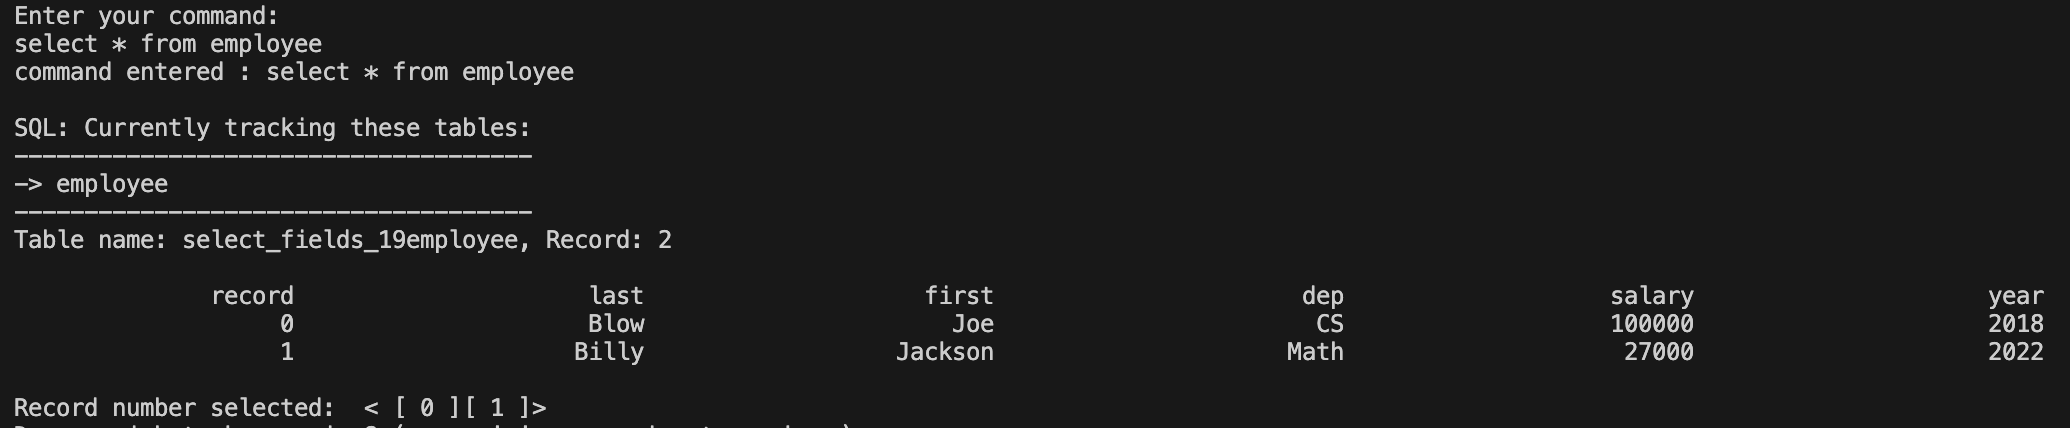 Enter your command:
select * from employee
command entered : select * from employee
SQL: Currently tracking these tables:
-------------------------------------
-> employee
-------------------------------------
Table name: select_fields_19employee, Record: 2
record last first dep salary year
0 Blow Joe CS 100000 2018
1 Billy Jackson Math 27000 2022
Record number selected:  < [ 0 ][ 1 ]>